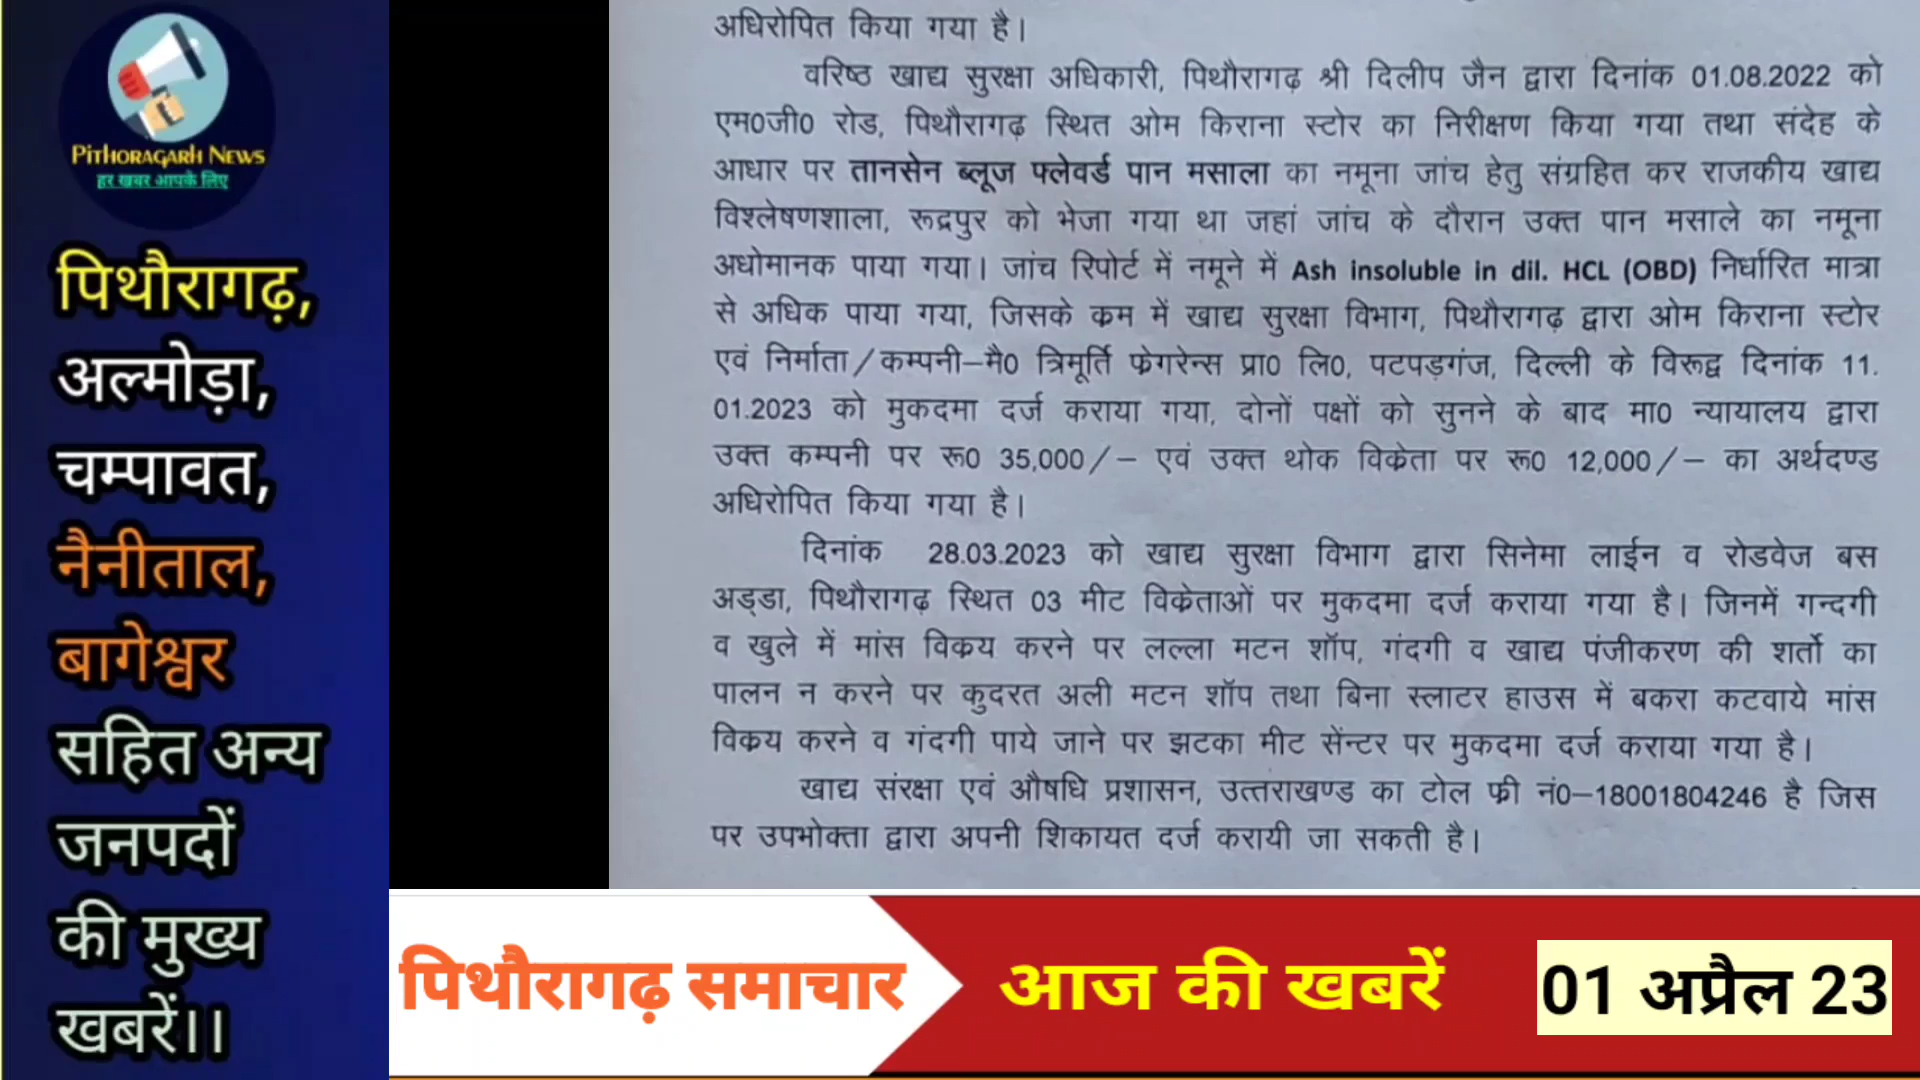 PITHORAGARH NEWS
हर खबर आपके लिए
पिथौरागढ़,
अल्मोड़ा,
चम्पावत,
नैनीताल,
बागेश्वर
सहित अन्य
जनपदों
की मुख्य
खबरें।।
अधिरोपित किया गया है।
वरिष्ठ खाद्य सुरक्षा अधिकारी, पिथौरागढ़ श्री दिलीप जैन द्वारा दिनांक 01.08.2022 को
एम0जी0 रोड, पिथौरागढ़ स्थित ओम किराना स्टोर का निरीक्षण किया गया तथा संदेह के
आधार पर तानसेन ब्लूज फ्लेवर्ड पान मसाला का नमूना जांच हेतु संग्रहित कर राजकीय खाद्य
विश्लेषणशाला, रूद्रपुर को भेजा गया था जहां जांच के दौरान उक्त पान मसाले का नमूना
अधोमानक पाया गया। जांच रिपोर्ट में नमूने में Ash insoluble in dil. HCL (OBD) निर्धारित मात्रा
से अधिक पाया गया, जिसके क्रम में खाद्य सुरक्षा विभाग, पिथौरागढ़ द्वारा ओम किराना स्टोर
एवं निर्माता/कम्पनी–मै0 त्रिमूर्ति फ्रेगरेन्स प्रा0 लि0, पटपड़गंज, दिल्ली के विरूद्व दिनांक 11.
01.2023 को मुकदमा दर्ज कराया गया, दोनों पक्षों को सुनने के बाद मा0 न्यायालय द्वारा
उक्त कम्पनी पर रू0 35,000/– एवं उक्त थोक विक्रेता पर रू0 12,000/– का अर्थदण्ड
अधिरोपित किया गया है।
दिनांक 28.03.2023 को खाद्य सुरक्षा विभाग द्वारा सिनेमा लाईन व रोडवेज बस
अड्डा, पिथौरागढ़ स्थित 03 मीट विक्रेताओं पर मुकदमा दर्ज कराया गया है। जिनमें गन्दगी
व खुले में मांस विक्रय करने पर लल्ला मटन शॉप, गंदगी व खाद्य पंजीकरण की शर्तो का
पालन न करने पर कुदरत अली मटन शॉप तथा बिना स्लाटर हाउस में बकरा कटवाये मांस
विक्रय करने व गंदगी पाये जाने पर झटका मीट सेंन्टर पर मुकदमा दर्ज कराया गया है।
खाद्य संरक्षा एवं औषधि प्रशासन, उत्तराखण्ड का टोल फ्री नं0–18001804246 है जिस
पर उपभोक्ता द्वारा अपनी शिकायत दर्ज करायी जा सकती है।
पिथौरागढ़ समाचार
आज की खबरें
01 अप्रैल 23